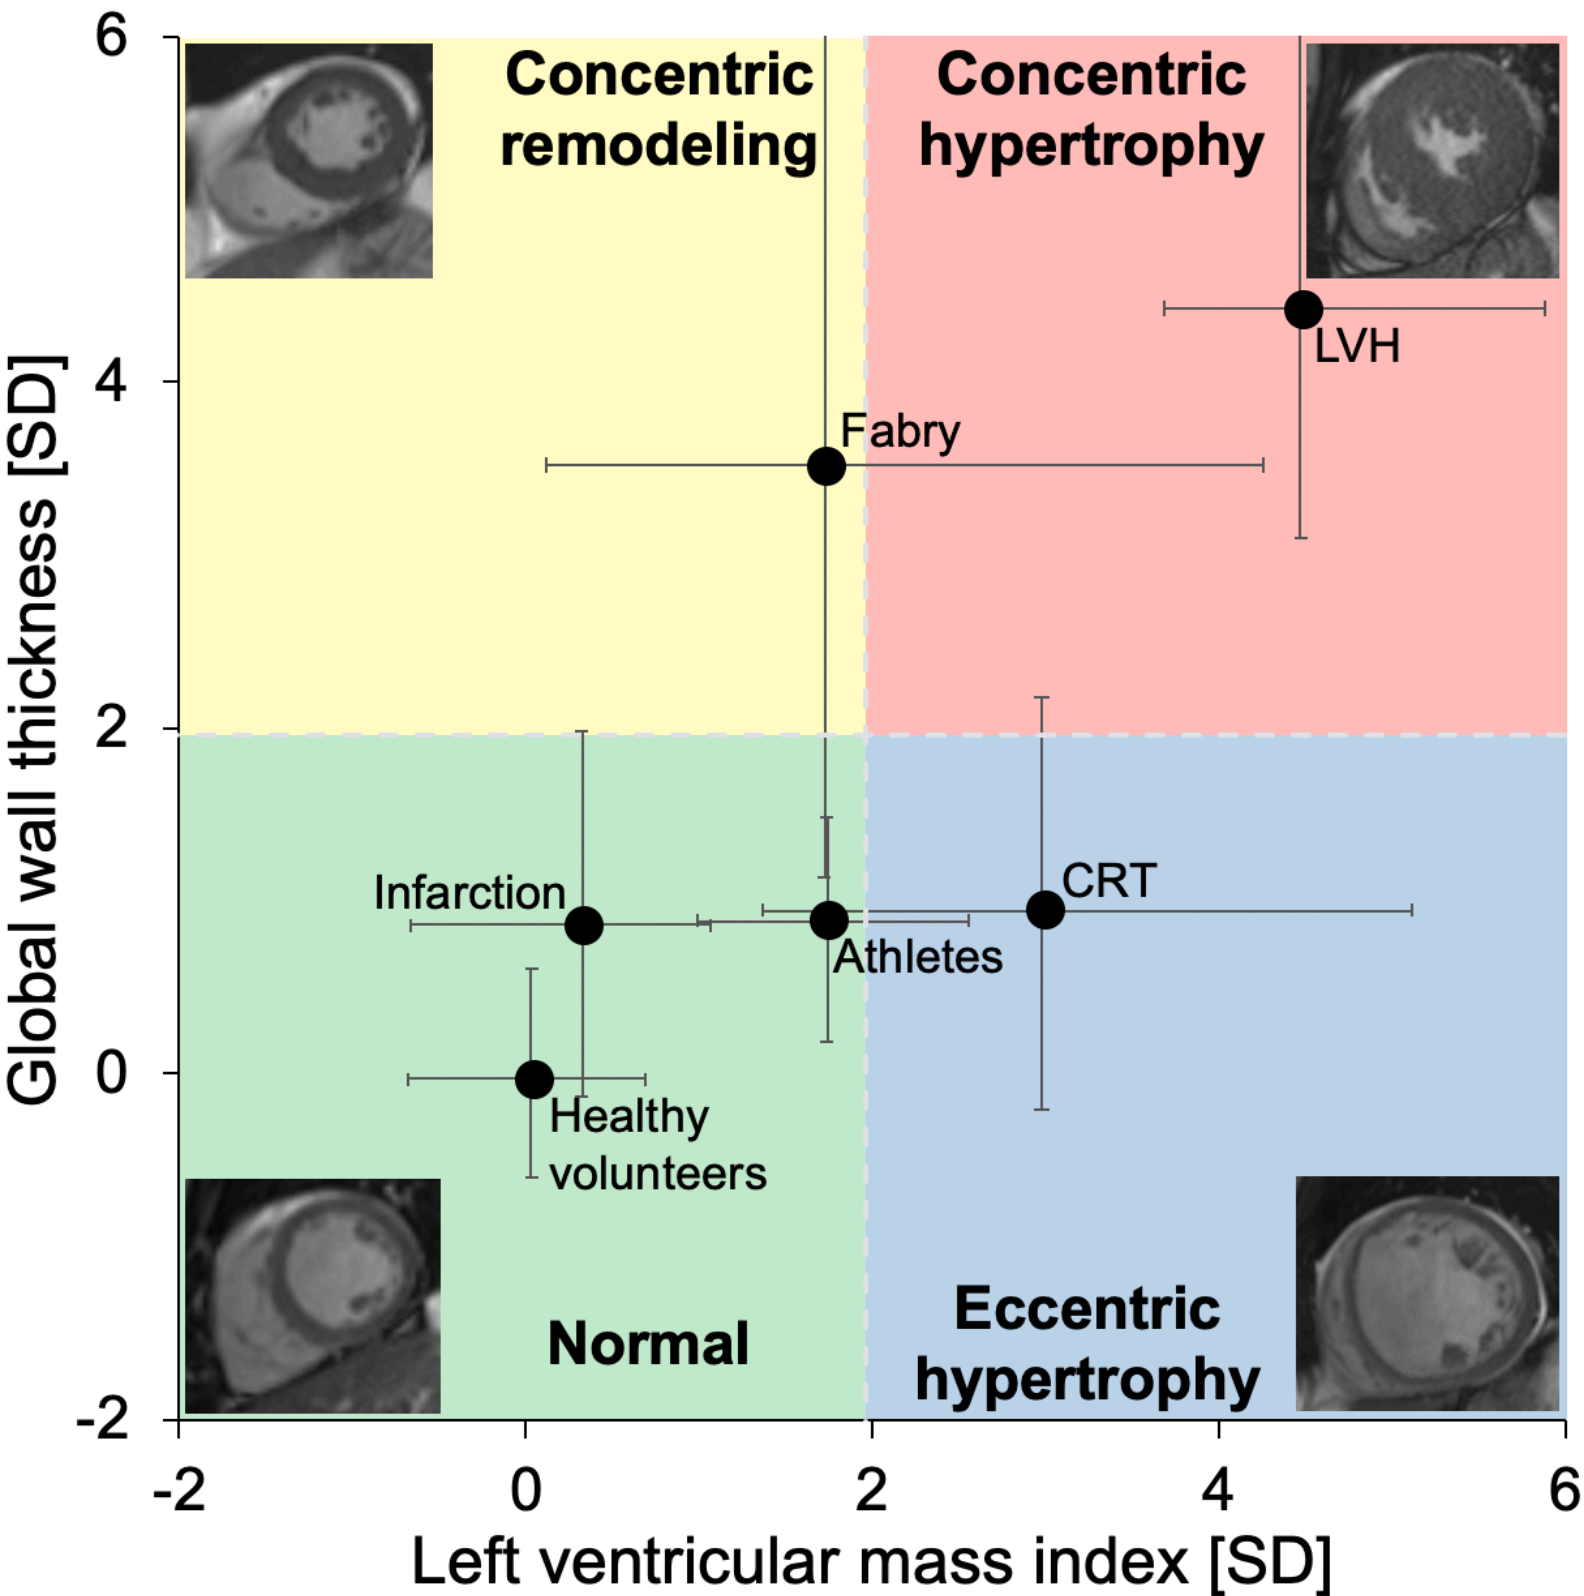 6
Concentric
remodeling
Concentric
hypertrophy
LVH
4
Fabry
Global wall thickness [SD]
2
CRT
Infarction
Athletes
0
Healthy
volunteers
Eccentric
hypertrophy
Normal
-2
-2
0
2
4
6
Left ventricular mass index [SD]